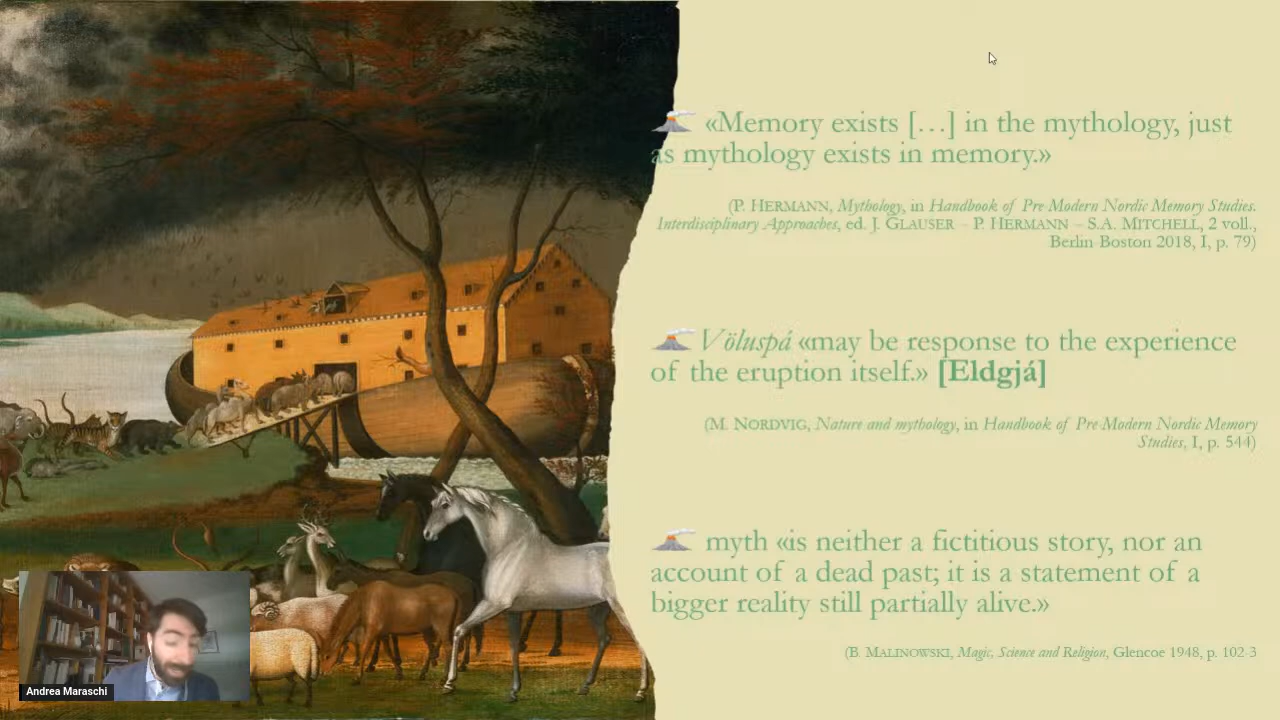 «Memory exists […] in the mythology, just
as mythology exists in memory.»
(P. HERMANN, Mythology, in Handbook of Pre-Modern Nordic Memory Studies.
Interdisciplinary Approaches, ed. J. GLAUSER – P. HERMANN – S.A. MITCHELL, 2 voll.,
Berlin-Boston 2018, I, p. 79)
Völuspá «may be response to the experience
of the eruption itself.» [Eldgjá]
(M. NORDVIG, Nature and mythology, in Handbook of Pre-Modern Nordic Memory
Studies, I, p. 544)
myth «is neither a fictitious story, nor an
account of a dead past; it is a statement of a
bigger reality still partially alive.»
(B. MALINOWSKI, Magic, Science and Religion, Glencoe 1948, p. 102-3
Andrea Maraschi